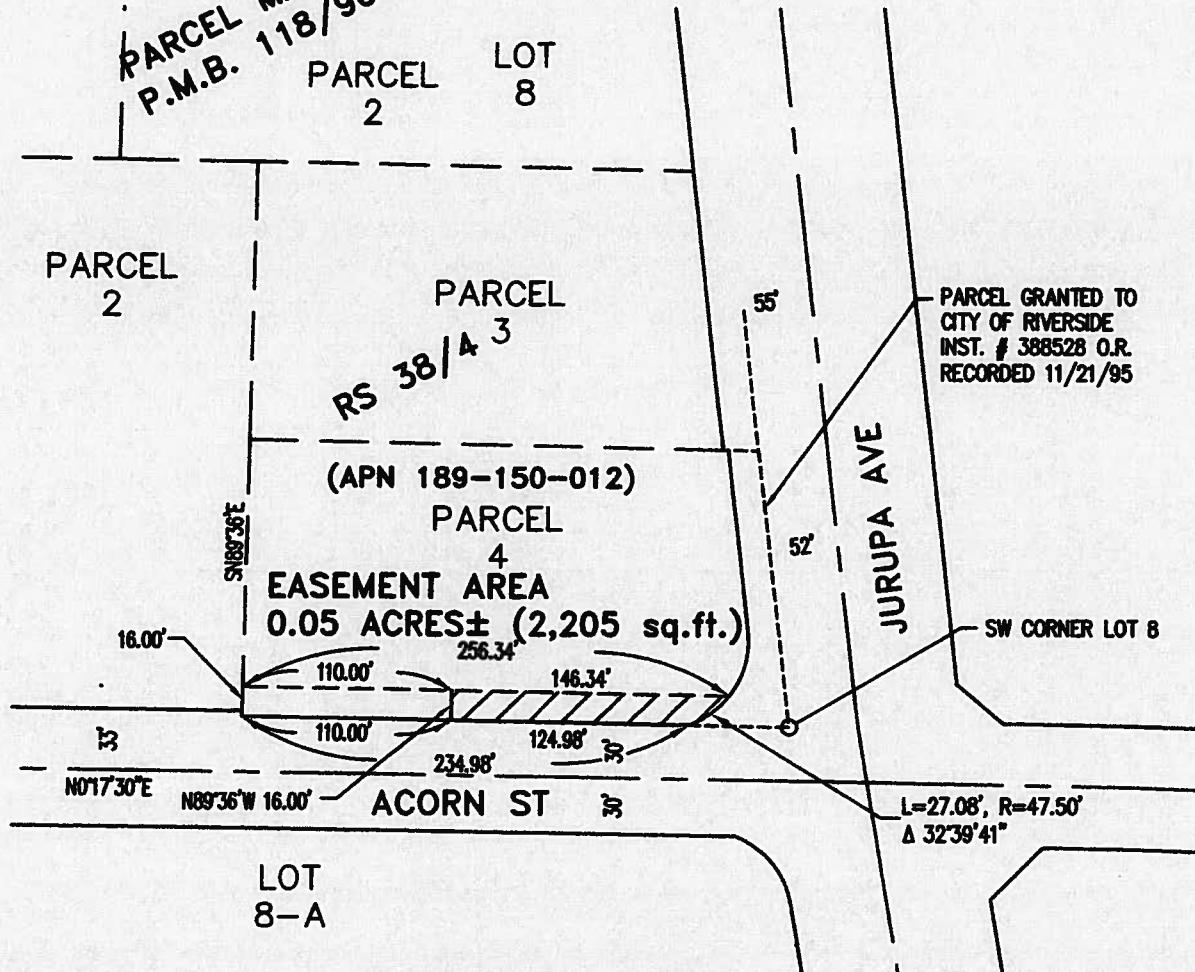 PARCEL
P.M.B. 118/
PARCEL
2
LOT
8
PARCEL
2
PARCEL
3
RS 38/4
55'
PARCEL GRANTED TO
CITY OF RIVERSIDE
INST. # 388528 O.R.
RECORDED 11/21/95
(APN 189-150-012)
PARCEL
4
JURUPA AVE
SN89°36'E
52'
EASEMENT AREA
0.05 ACRES± (2,205 sq.ft.)
SW CORNER LOT 8
16.00'
256.34'
110.00'
146.34'
110.00'
124.98'
33'
30'
234.98'
N0°17'30"E
N89°36'W 16.00'
ACORN ST
30'
L=27.08', R=47.50'
Δ 32°39'41"
LOT
8-A